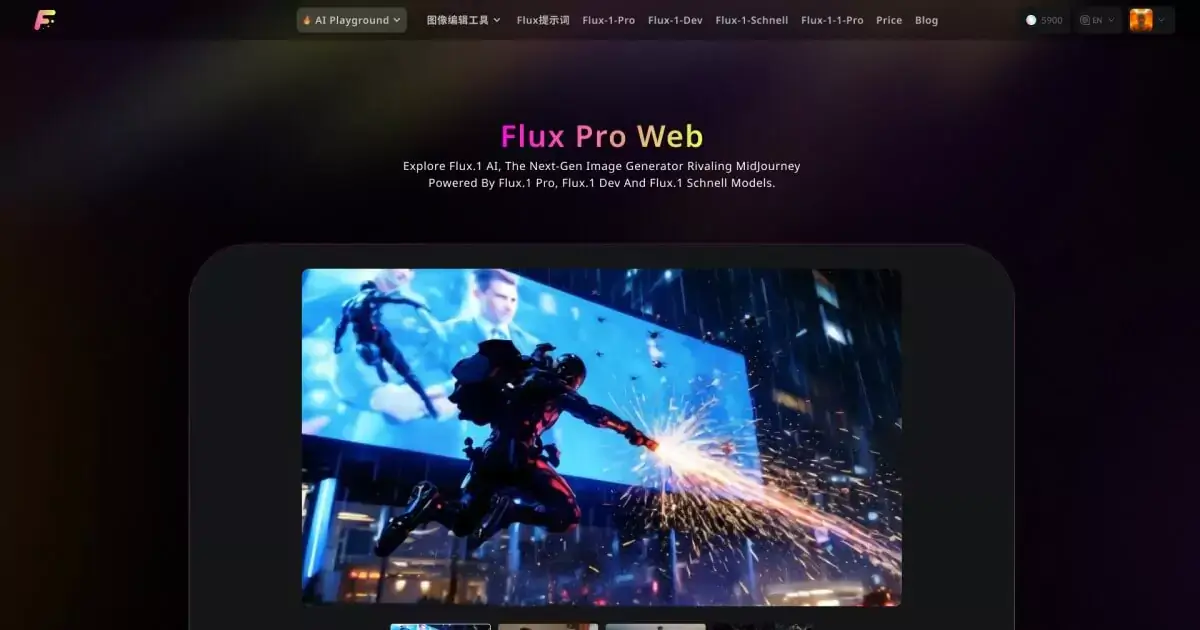 AI Playground
图像编辑工具
Flux提示词
Flux-1-Pro
Flux-1-Dev
Flux-1-Schnell
Flux-1-1-Pro
Price
Blog
5900
EN
Flux Pro Web
Explore Flux.1 AI, The Next-Gen Image Generator Rivaling MidJourney
Powered By Flux.1 Pro, Flux.1 Dev And Flux.1 Schnell Models.